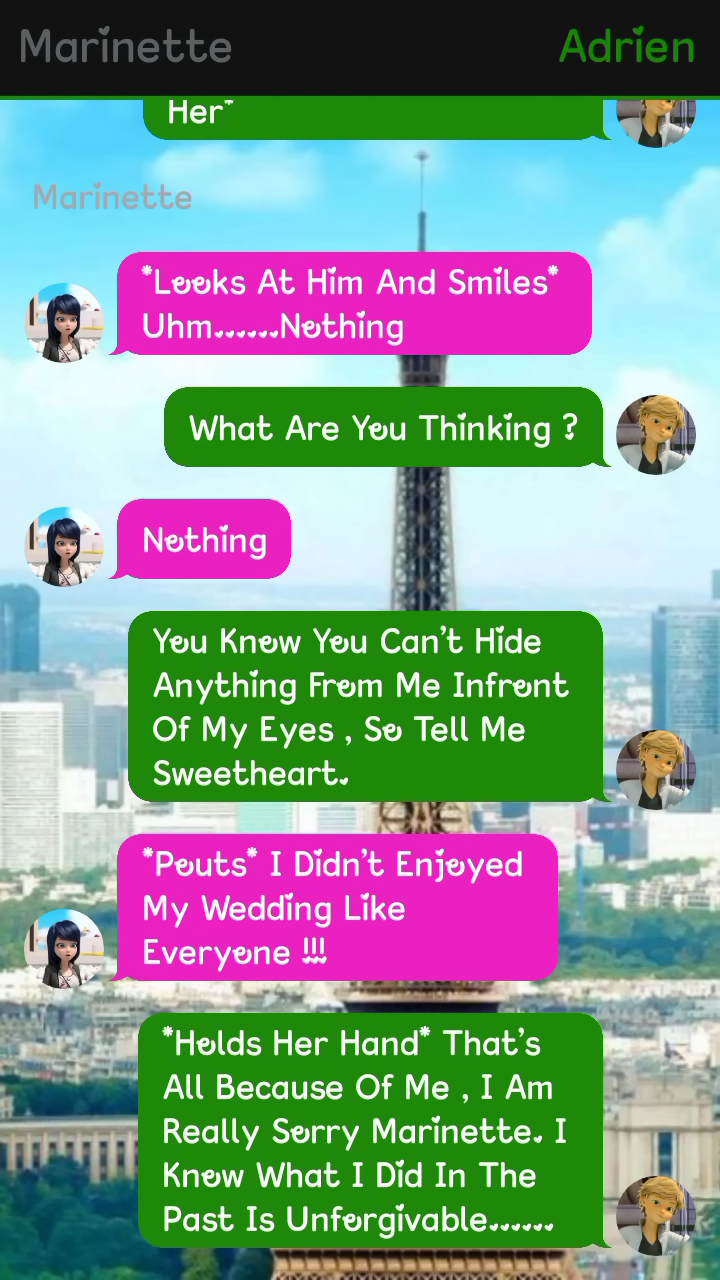 Marinette Adrien
Her*
Marinette
*Looks At Him And Smiles*
Uhm......Nothing
What Are You Thinking ?
Nothing
You Know You Can't Hide
Anything From Me Infront
Of My Eyes , So Tell Me
Sweetheart.
*Pouts* I Didn't Enjoyed
My Wedding Like
Everyone !!!
*Holds Her Hand* That's
All Because Of Me , I Am
Really Sorry Marinette. I
Know What I Did In The
Past Is Unforgivable......